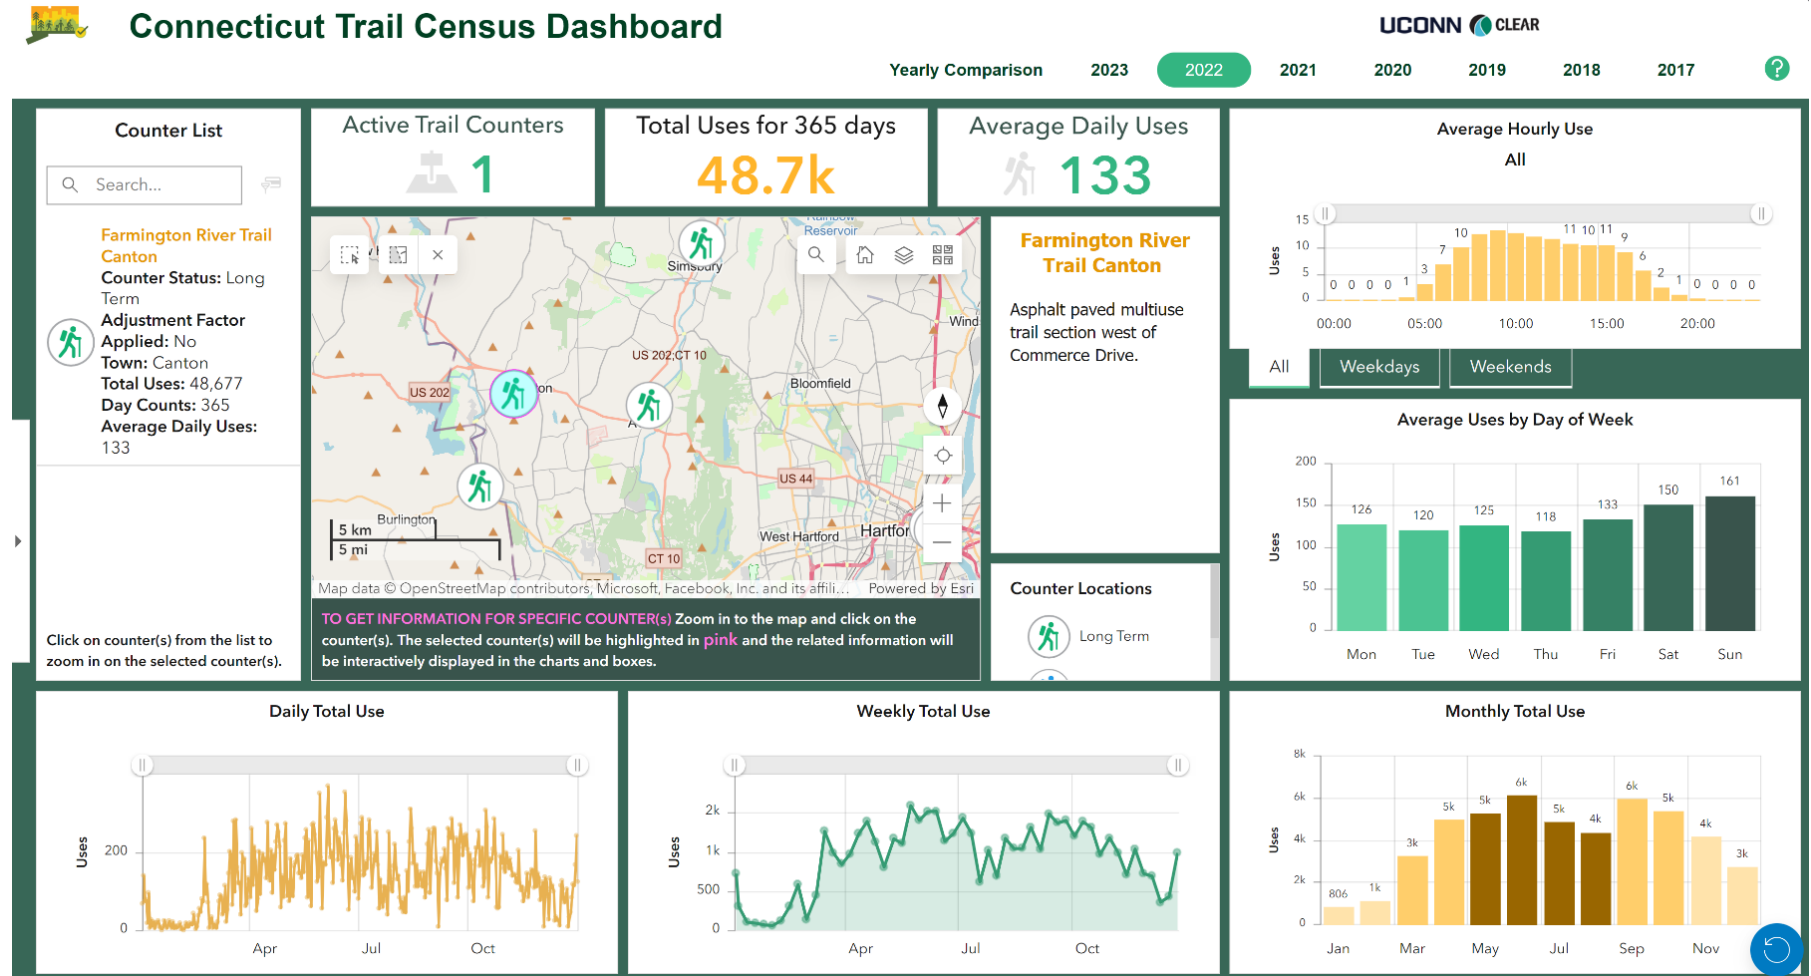 Connecticut Trail Census Dashboard
UCONN CLEAR
Yearly Comparison 2023 2022 2021 2020 2019 2018 2017
?
Counter List
Search...
Farmington River Trail
Canton
Counter Status: Long
Term
Adjustment Factor
Applied: No
Town: Canton
Total Uses: 48,677
Day Counts: 365
Average Daily Uses:
133
Click on counter(s) from the list to
zoom in on the selected counter(s).
Active Trail Counters
1
Total Uses for 365 days
48.7k
Average Daily Uses
133
Reservoir
Simsbury
Wind
US 202;CT 10
Bloomfield
US 202
on
A
US 44
Burlington
5 km
5 mi
West Hartford
Hartfor
CT 10
Map data © OpenStreetMap contributors, Microsoft, Facebook, Inc. and its affili... Powered by Esri
TO GET INFORMATION FOR SPECIFIC COUNTER(s) Zoom in to the map and click on the
counter(s). The selected counter(s) will be highlighted in pink and the related information will
be interactively displayed in the charts and boxes.
Farmington River
Trail Canton
Asphalt paved multiuse
trail section west of
Commerce Drive.
Counter Locations
Long Term
Average Hourly Use
All
Uses
15
10
5
0
0 0 0 0 1 3 7 10 11 10 11 9 6 2 1 0 0 0 0
00:00 05:00 10:00 15:00 20:00
All Weekdays Weekends
Average Uses by Day of Week
Uses
200
150
100
50
0
126 120 125 118 133 150 161
Mon Tue Wed Thu Fri Sat Sun
Daily Total Use
Uses
200
0
Apr Jul Oct
Weekly Total Use
Uses
2k
1k
500
0
Apr Jul Oct
Monthly Total Use
Uses
8k
6k
4k
2k
0
806 1k 3k 5k 5k 6k 5k 4k 6k 5k 4k 3k
Jan Mar May Jul Sep Nov